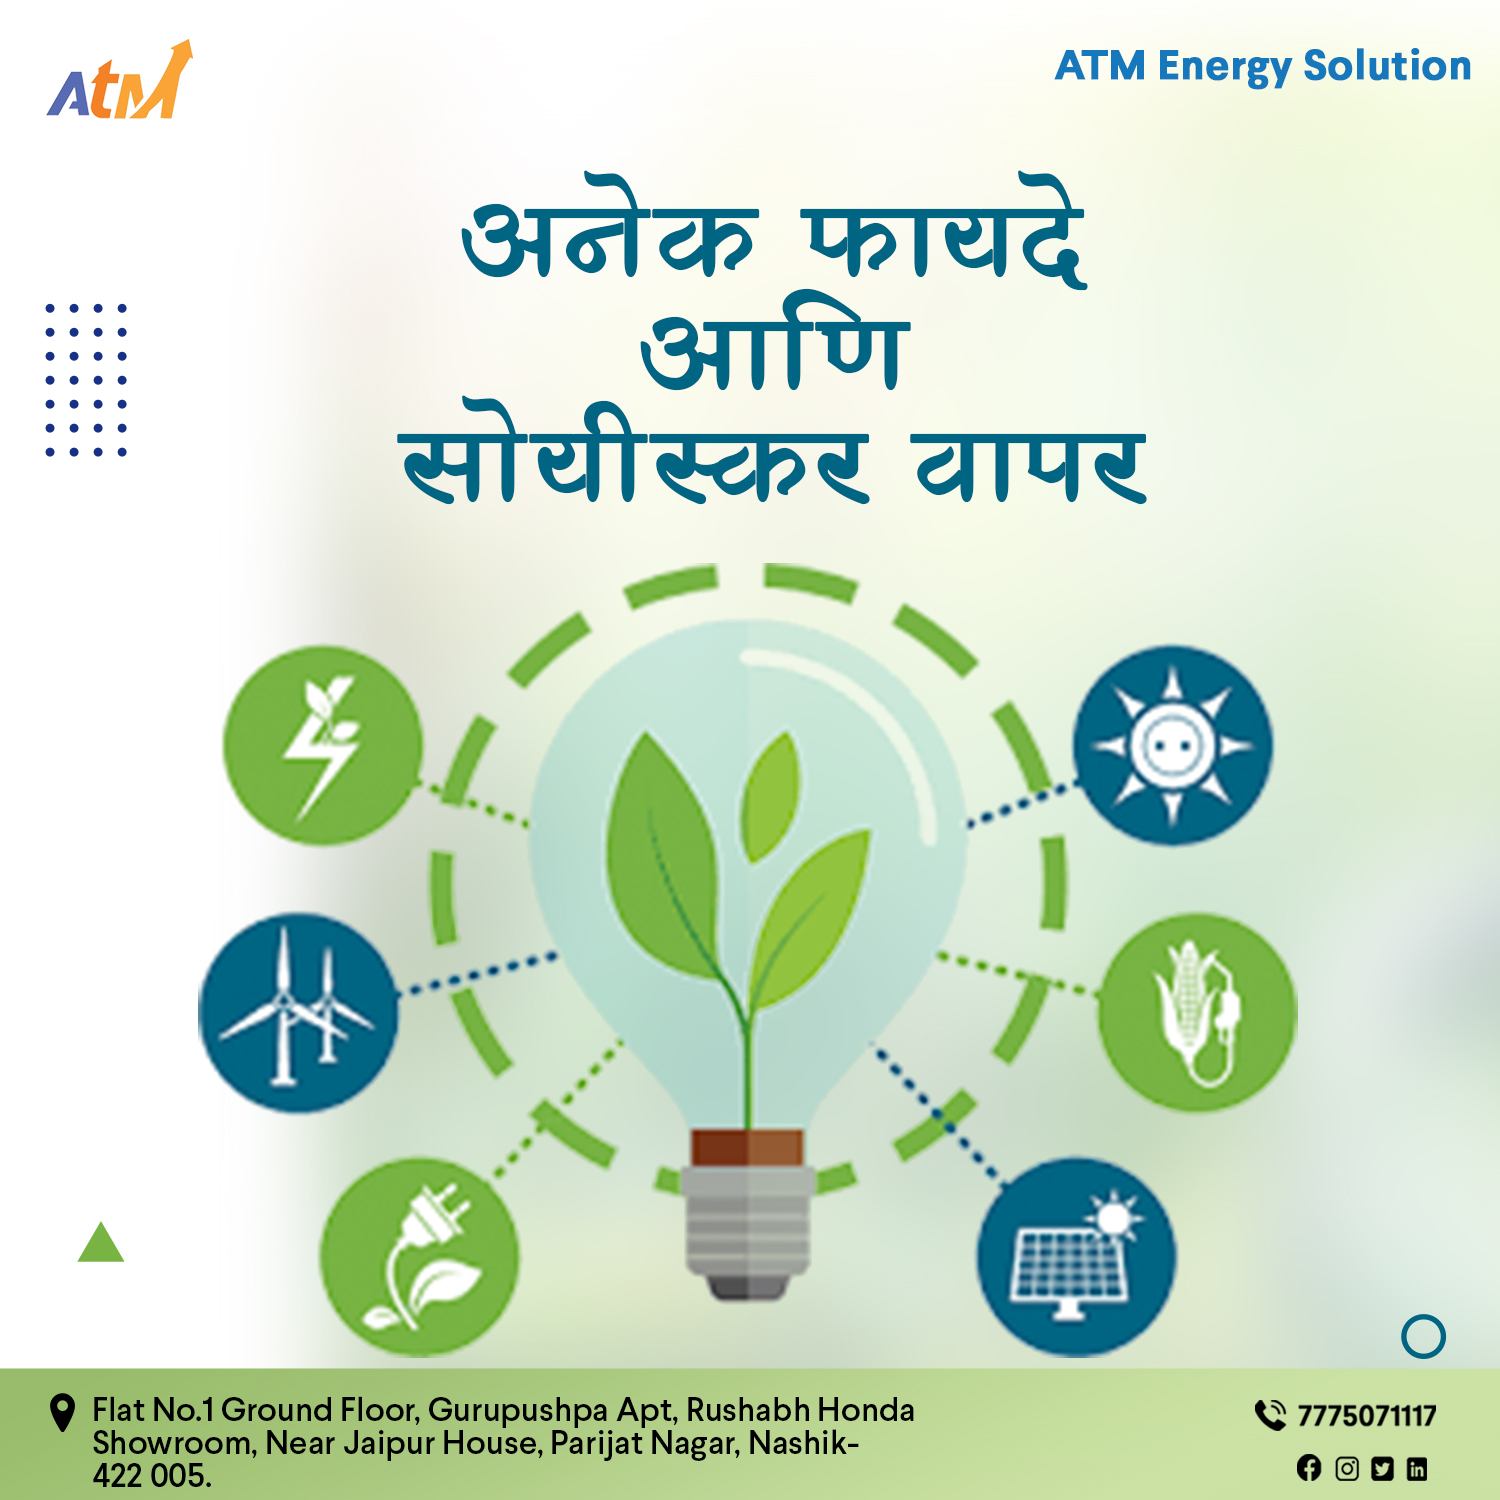 ATM
ATM Energy Solution
अनेक फायदे
आणि
सोयीस्कर वापर
Flat No.1 Ground Floor, Gurupushpa Apt, Rushabh Honda
Showroom, Near Jaipur House, Parijat Nagar, Nashik-
422 005.
7775071117